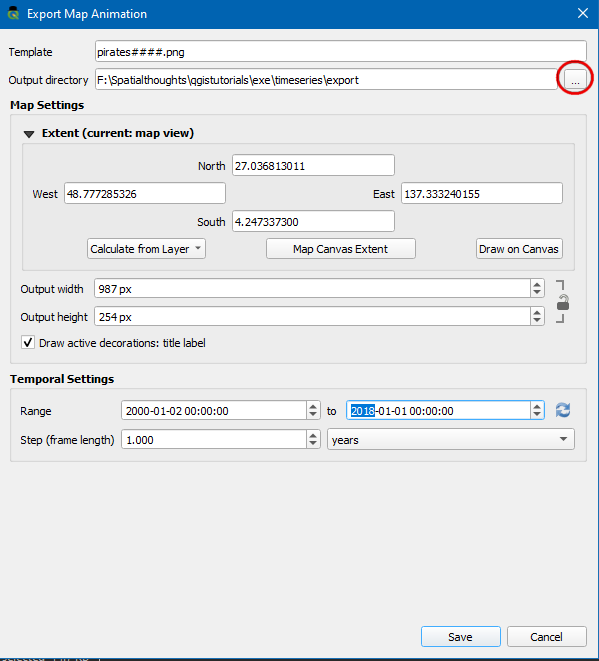 Export Map Animation
Template pirates####.png
Output directory F:\Spatialthoughts\qgistutorials\exe\timeseries\export ...
Map Settings
Extent (current: map view)
North 27.036813011
West 48.777285326 East 137.333240155
South 4.247337300
Calculate from Layer Map Canvas Extent Draw on Canvas
Output width 987 px
Output height 254 px
Draw active decorations: title label
Temporal Settings
Range 2000-01-02 00:00:00 to 2018-01-01 00:00:00
Step (frame length) 1.000 years
Save Cancel